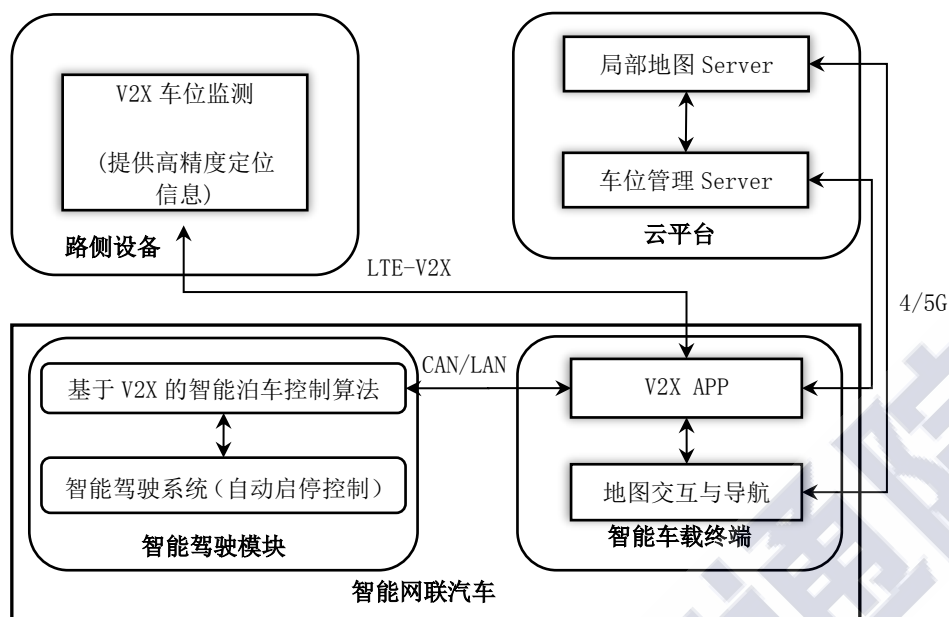 V2X 车位监测
(提供高精度定位
信息)
路侧设备
局部地图 Server
车位管理 Server
云平台
LTE-V2X
4/5G
CAN/LAN
基于 V2X 的智能泊车控制算法
智能驾驶系统（自动启停控制）
智能驾驶模块
V2X APP
地图交互与导航
智能车载终端
智能网联汽车